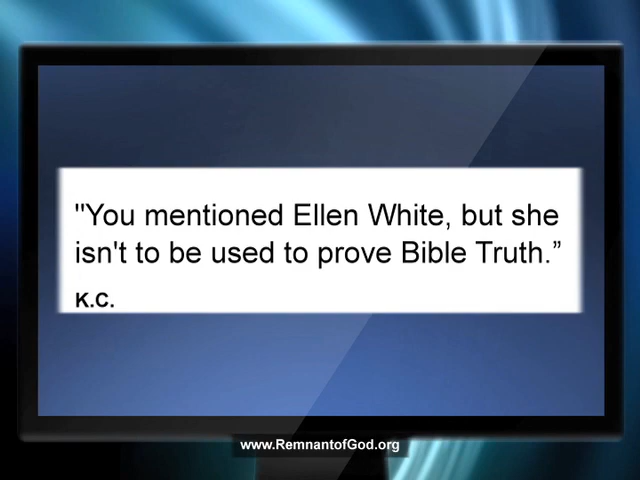 "You mentioned Ellen White, but she
isn't to be used to prove Bible Truth.”
K.C.
www.RemnantofGod.org